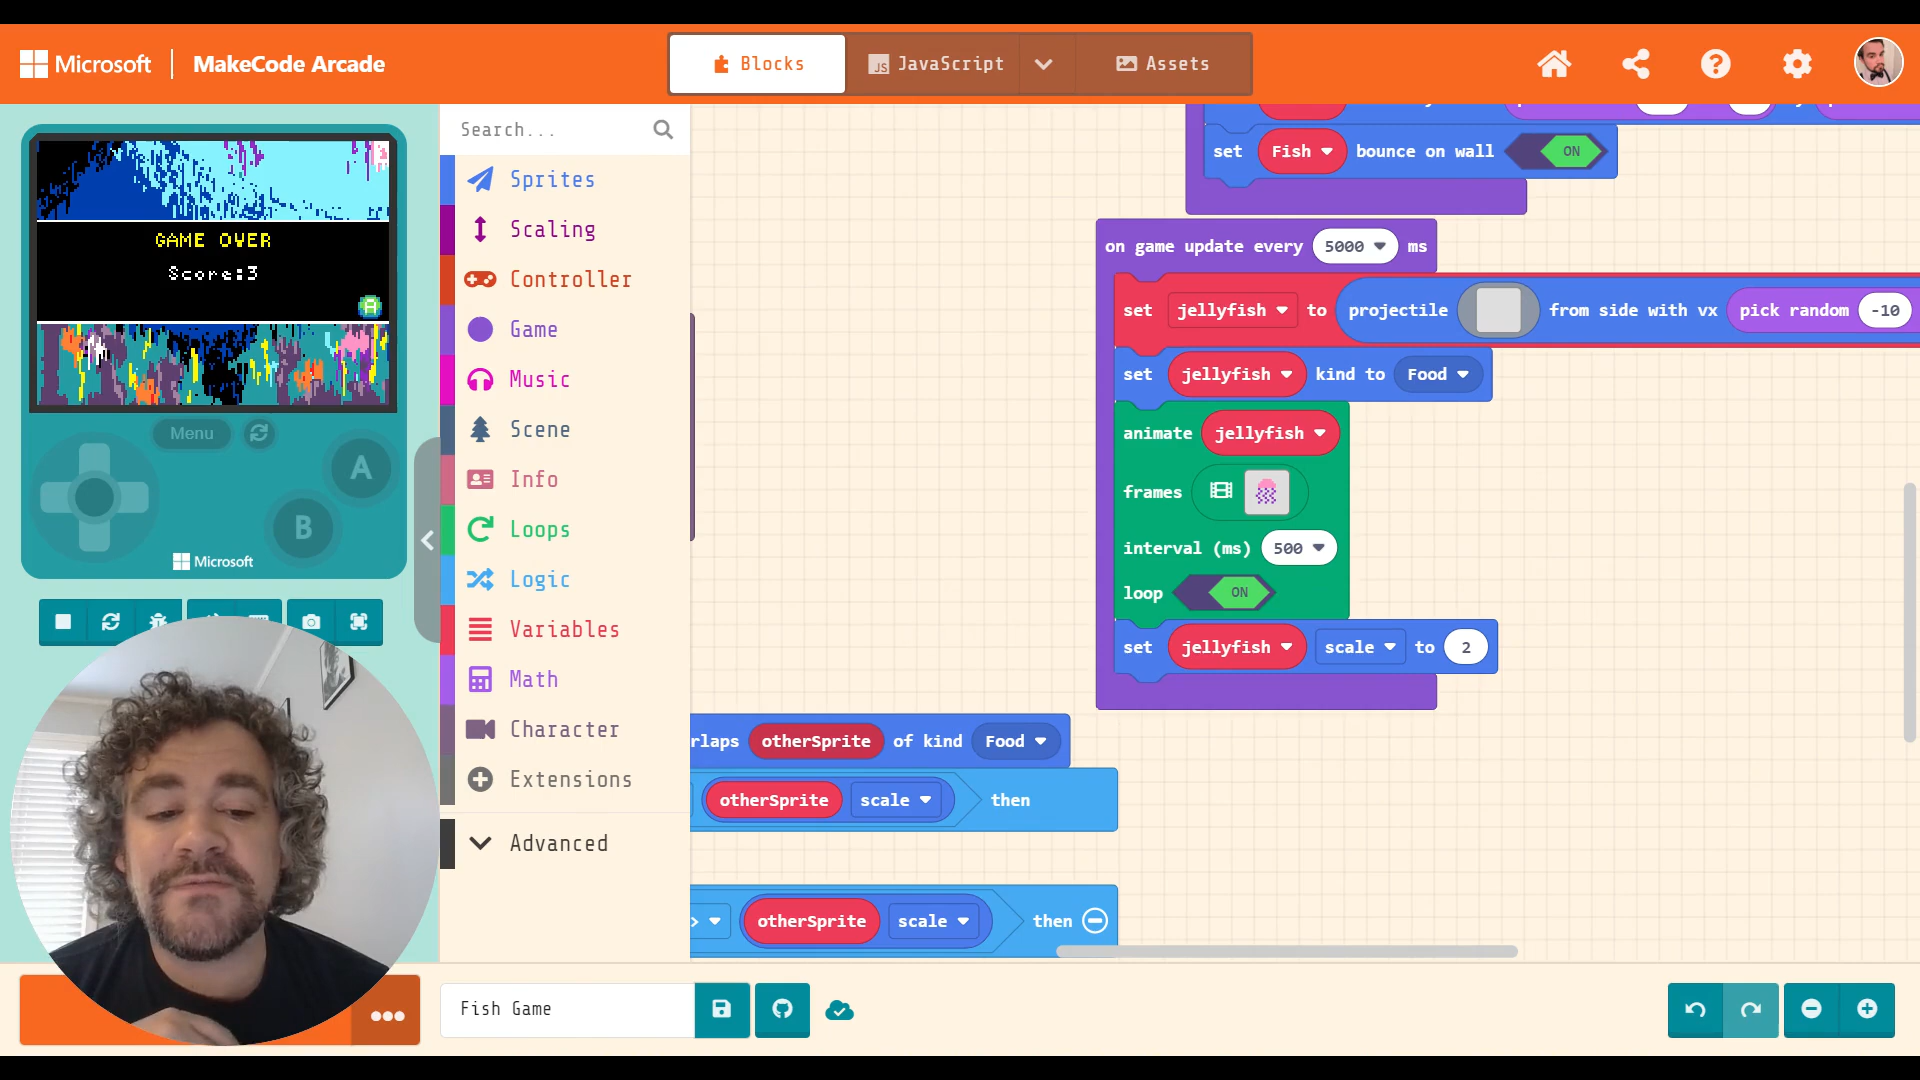 Microsoft MakeCode Arcade
Blocks
JavaScript
Assets
GAME OVER
Score:3
A
Menu
A
B
Microsoft
Search...
Sprites
Scaling
Controller
Game
Music
Scene
Info
Loops
Logic
Variables
Math
Character
Extensions
Advanced
set Fish bounce on wall ON
on game update every 5000 ms
set jellyfish to projectile from side with vx pick random -10
set jellyfish kind to Food
animate jellyfish
frames
interval (ms) 500
loop ON
set jellyfish scale to 2
rlaps otherSprite of kind Food
otherSprite scale then
> otherSprite scale then
Fish Game